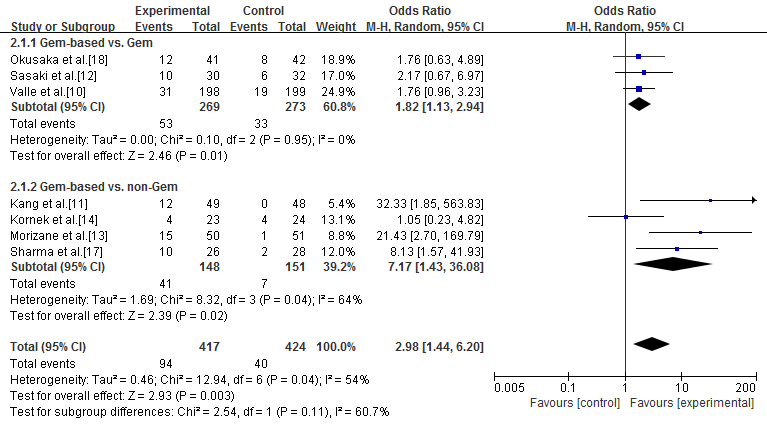 Experimental Control Odds Ratio Odds Ratio
Study or Subgroup Events Total Events Total Weight M-H, Random, 95% CI M-H, Random, 95% CI
2.1.1 Gem-based vs. Gem
Okusaka et al.[18] 12 41 8 42 18.9% 1.76 [0.63, 4.89]
Sasaki et al.[12] 10 30 6 32 17.0% 2.17 [0.67, 6.97]
Valle et al.[10] 31 198 19 199 24.9% 1.76 [0.96, 3.23]
Subtotal (95% CI) 269 273 60.8% 1.82 [1.13, 2.94]
Total events 53 33
Heterogeneity: Tau² = 0.00; Chi² = 0.10, df = 2 (P = 0.95); I² = 0%
Test for overall effect: Z = 2.46 (P = 0.01)
2.1.2 Gem-based vs. non-Gem
Kang et al.[11] 12 49 0 48 5.4% 32.33 [1.85, 563.83]
Kornek et al.[14] 4 23 4 24 13.1% 1.05 [0.23, 4.82]
Morizane et al.[13] 15 50 1 51 8.8% 21.43 [2.70, 169.79]
Sharma et al.[17] 10 26 2 28 12.0% 8.13 [1.57, 41.93]
Subtotal (95% CI) 148 151 39.2% 7.17 [1.43, 36.08]
Total events 41 7
Heterogeneity: Tau² = 1.69; Chi² = 8.32, df = 3 (P = 0.04); I² = 64%
Test for overall effect: Z = 2.39 (P = 0.02)
Total (95% CI) 417 424 100.0% 2.98 [1.44, 6.20]
Total events 94 40
Heterogeneity: Tau² = 0.46; Chi² = 12.94, df = 6 (P = 0.04); I² = 54%
Test for overall effect: Z = 2.93 (P = 0.003)
Test for subgroup differences: Chi² = 2.54, df = 1 (P = 0.11), I² = 60.7%
0.005 0.1 1 10 200
Favours [control] Favours [experimental]